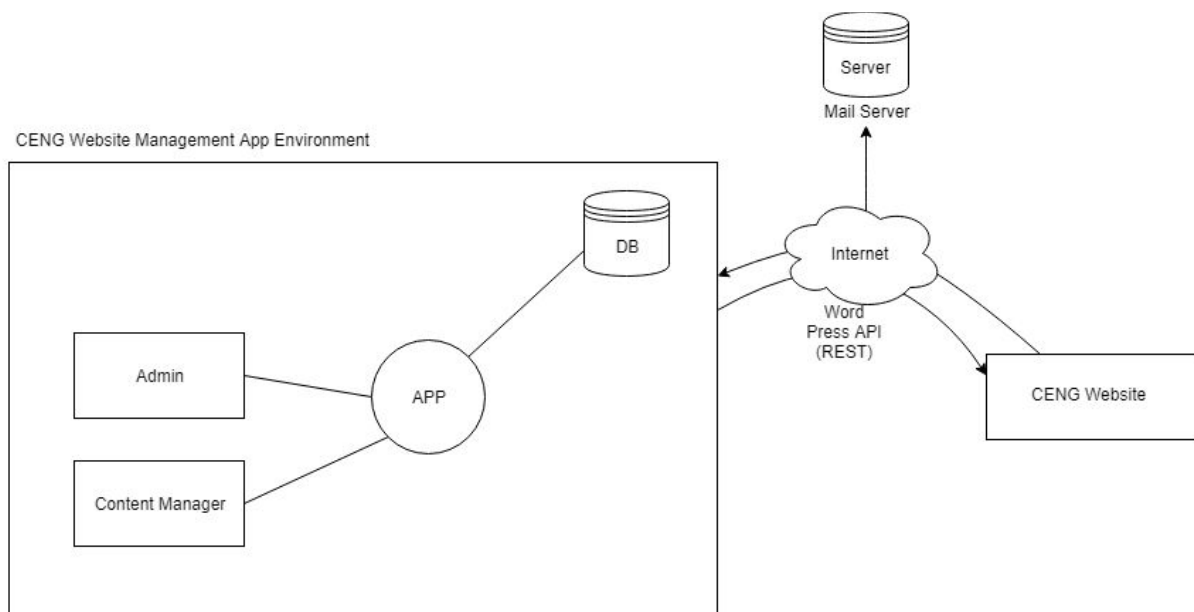 Server
Mail Server
CENG Website Management App Environment
DB
Internet
Word
Press API
(REST)
Admin
APP
CENG Website
Content Manager